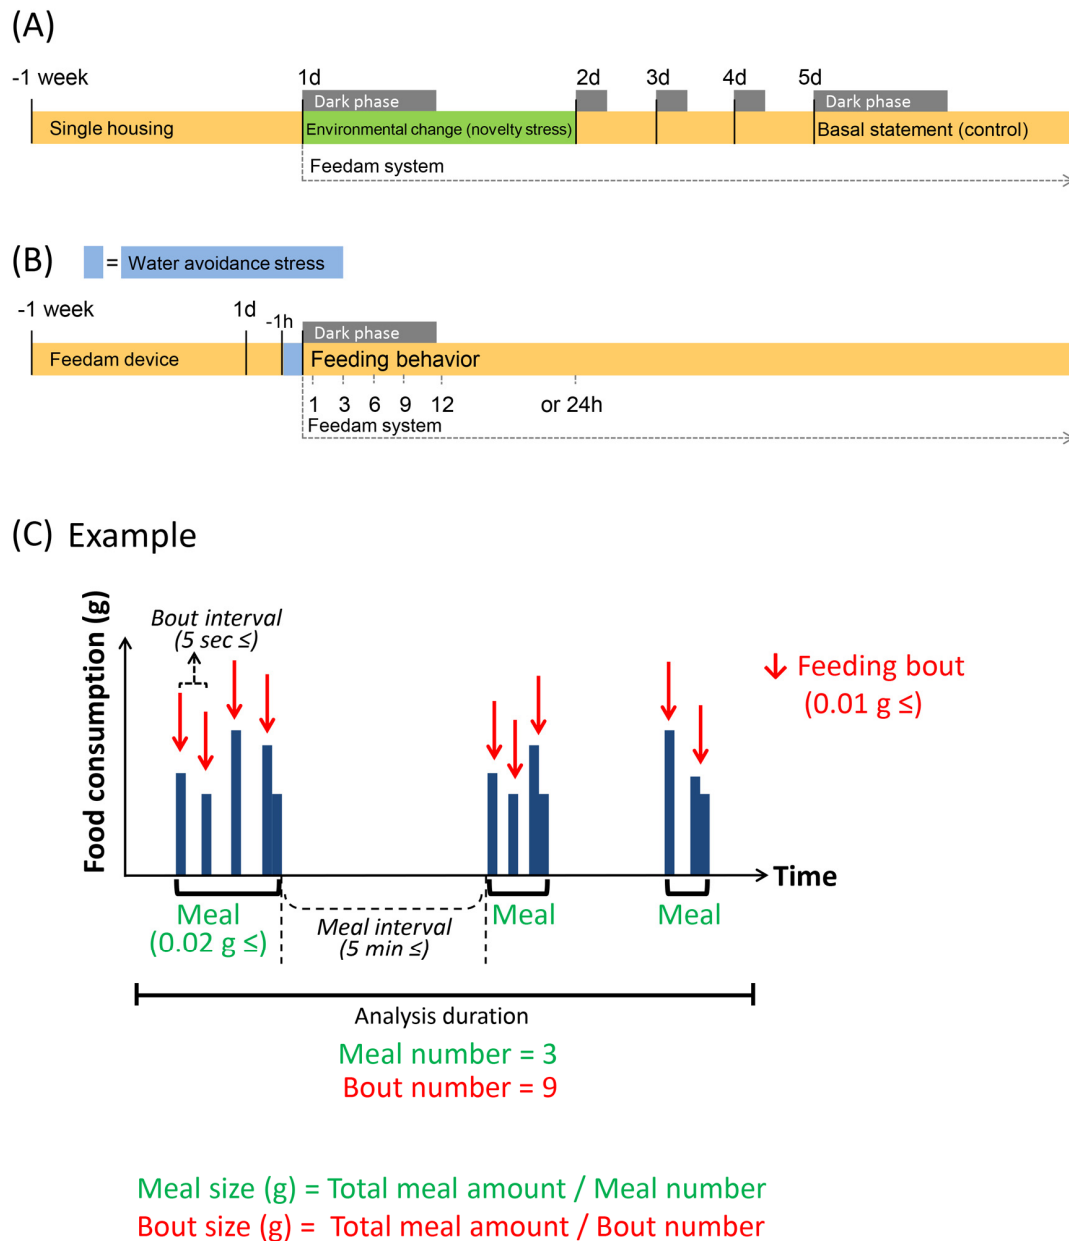 (A)
-1 week 1d 2d 3d 4d 5d
Dark phase Dark phase
Single housing Environmental change (novelty stress) Basal statement (control)
Feedam system
(B) = Water avoidance stress
-1 week 1d -1h
Dark phase
Feedam device Feeding behavior
1 3 6 9 12 or 24h
Feedam system
(C) Example
Food consumption (g)
Bout interval
(5 sec ≤)
Feeding bout
(0.01 g ≤)
Time
Meal Meal Meal
(0.02 g ≤)
Meal interval
(5 min ≤)
Analysis duration
Meal number = 3
Bout number = 9
Meal size (g) = Total meal amount / Meal number
Bout size (g) = Total meal amount / Bout number